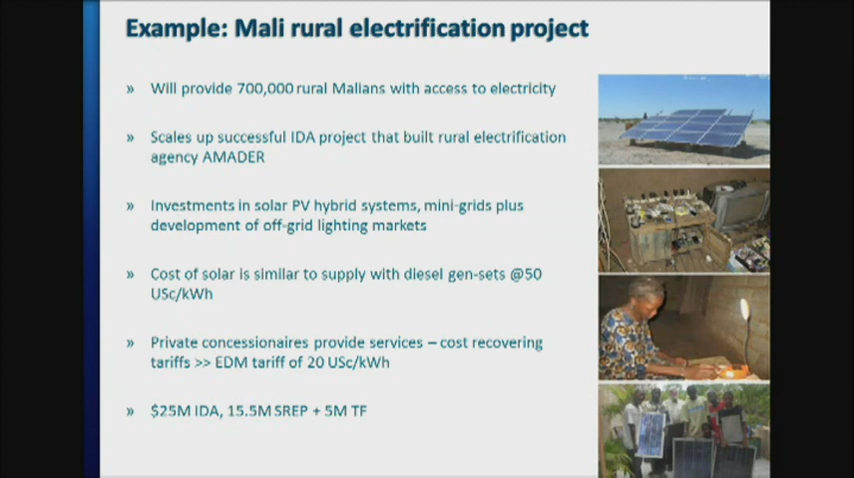 Example: Mali rural electrification project
» Will provide 700,000 rural Malians with access to electricity
» Scales up successful IDA project that built rural electrification
agency AMADER
» Investments in solar PV hybrid systems, mini-grids plus
development of off-grid lighting markets
» Cost of solar is similar to supply with diesel gen-sets @50
USc/kWh
» Private concessionaires provide services – cost recovering
tariffs >> EDM tariff of 20 USc/kWh
» $25M IDA, 15.5M SREP + 5M TF